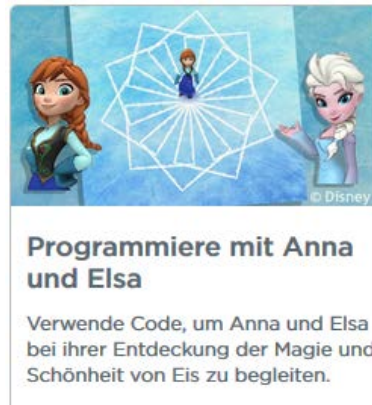 © Disney
Programmiere mit Anna
und Elsa
Verwende Code, um Anna und Elsa
bei ihrer Entdeckung der Magie und
Schönheit von Eis zu begleiten.